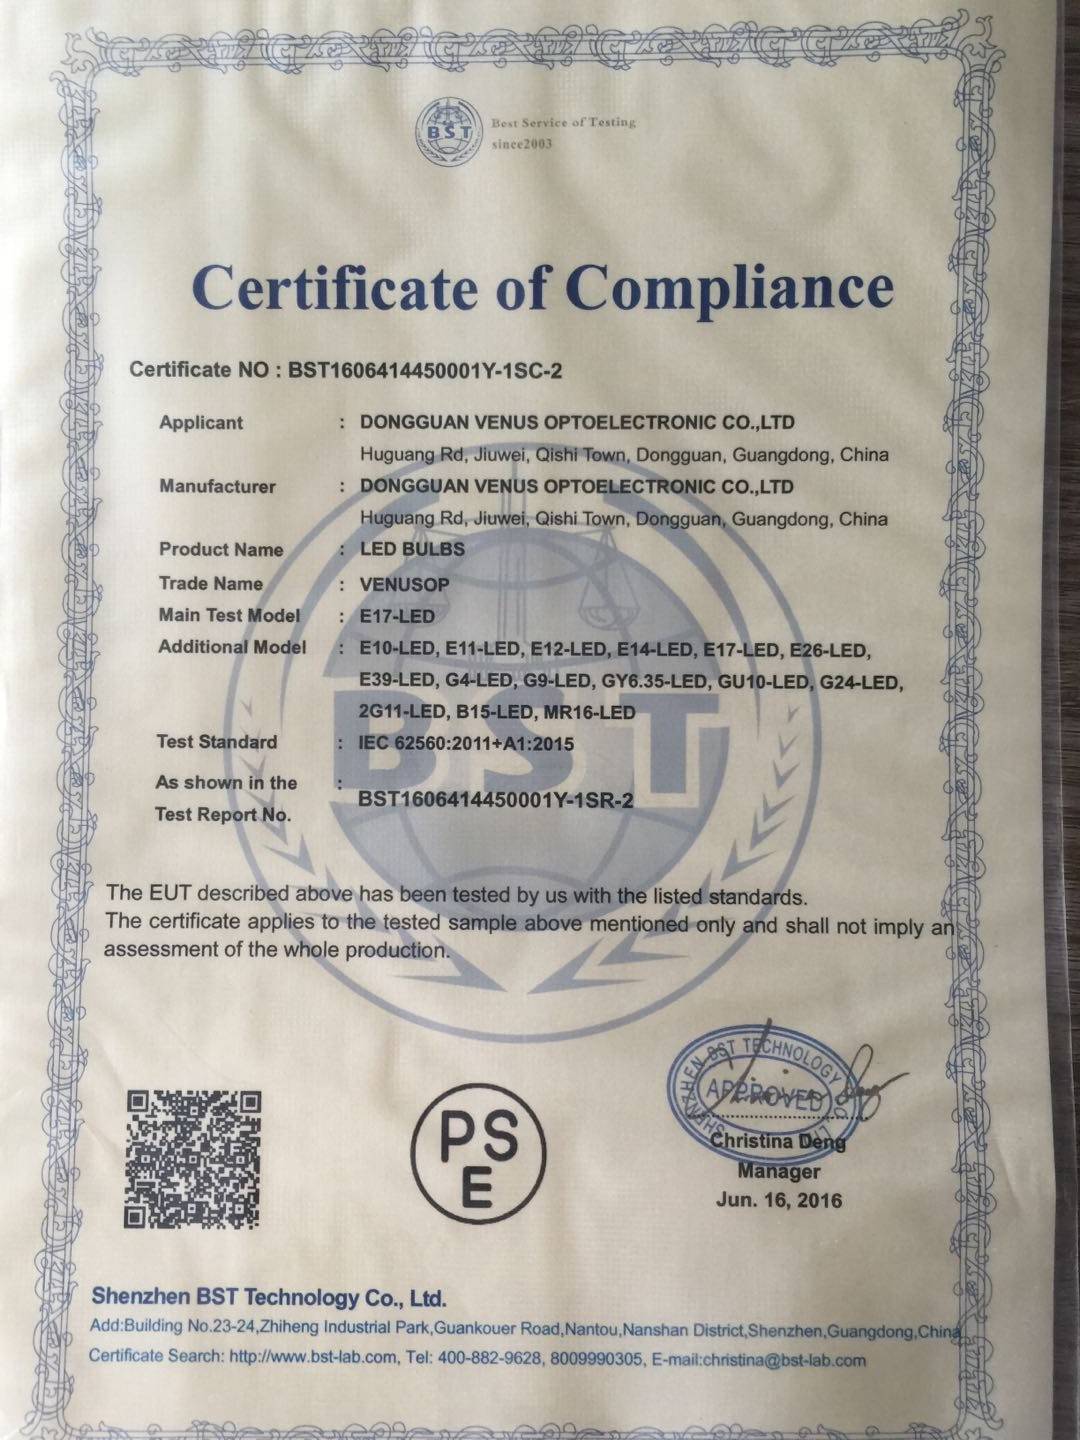 BST
Best Service of Testing
since2003
Certificate of Compliance
Certificate NO : BST1606414450001Y-1SC-2
Applicant : DONGGUAN VENUS OPTOELECTRONIC CO.,LTD
Huguang Rd, Jiuwei, Qishi Town, Dongguan, Guangdong, China
Manufacturer : DONGGUAN VENUS OPTOELECTRONIC CO.,LTD
Huguang Rd, Jiuwei, Qishi Town, Dongguan, Guangdong, China
Product Name : LED BULBS
Trade Name : VENUSOP
Main Test Model : E17-LED
Additional Model : E10-LED, E11-LED, E12-LED, E14-LED, E17-LED, E26-LED,
E39-LED, G4-LED, G9-LED, GY6.35-LED, GU10-LED, G24-LED,
2G11-LED, B15-LED, MR16-LED
BST
Test Standard : IEC 62560:2011+A1:2015
As shown in the :
Test Report No. BST1606414450001Y-1SR-2
The EUT described above has been tested by us with the listed standards.
The certificate applies to the tested sample above mentioned only and shall not imply an
assessment of the whole production.
PS
E
SHENZHEN BST TECHNOLOGY CO., LTD
APPROVED
Christina Deng
Manager
Jun. 16, 2016
Shenzhen BST Technology Co., Ltd.
Add:Building No.23-24,Zhiheng Industrial Park,Guankouer Road,Nantou,Nanshan District,Shenzhen,Guangdong,China
Certificate Search: http://www.bst-lab.com, Tel: 400-882-9628, 8009990305, E-mail:christina@bst-lab.com